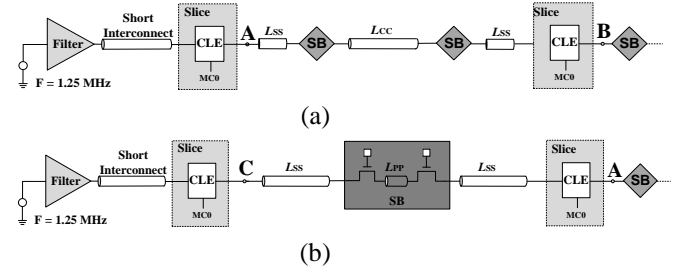 Short
Interconnect
Slice
Filter
CLE
A
LSS
SB
LCC
SB
LSS
Slice
CLE
B
SB
MC0
MC0
F = 1.25 MHz
(a)
Short
Interconnect
Slice
Filter
CLE
C
LSS
LPP
SB
LSS
Slice
CLE
A
SB
MC0
MC0
F = 1.25 MHz
(b)